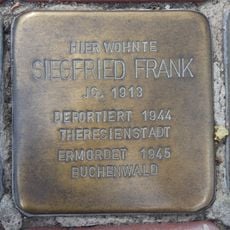 HIER WOHNTE
SIEGFRIED FRANK
JG. 1913
DEPORTIERT 1944
THERESIENSTADT
ERMORDET 1945
BUCHENWALD